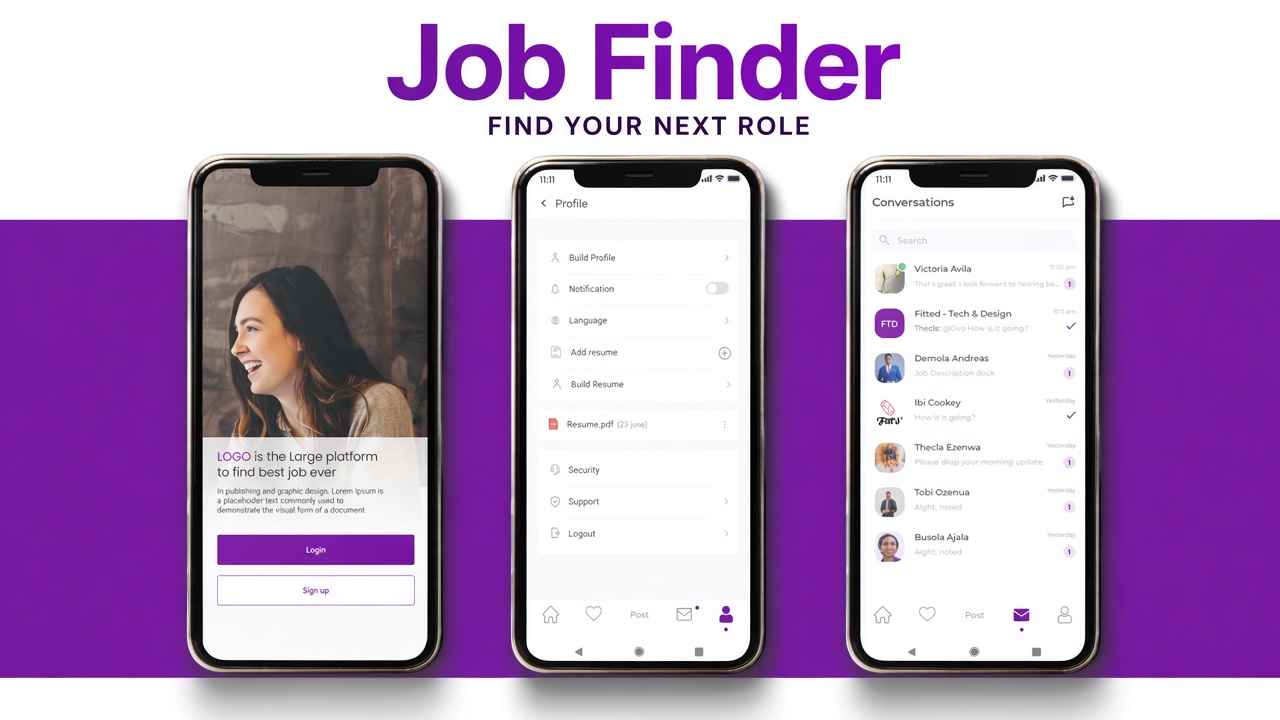 Job Finder
FIND YOUR NEXT ROLE
LOGO is the Large platform
to find best job ever
In publishing and graphic design, Lorem Ipsum is
a placehoder text commonly used to
demonstrate the visual form of a document
Login
Sign up
11:11
Profile
Build Profile
Notification
Language
Add resume
Build Resume
Resume.pdf (23 june)
Security
Support
Logout
Post
11:11
Conversations
Search
Victoria Avila
11:20 pm
That's great, I look forward to hearing ba...
1
Fitted - Tech & Design
11:11 pm
FTD
Thecls: @Ovo How is it going?
Demola Andreas
Yesterday
Job Description dock
1
Ibi Cookey
Yesterday
How is it going?
Thecla Ezenwa
Yesterday
Please drop your morning update.
1
Tobi Ozenua
Yesterday
Aight, noted
1
Busola Ajala
Yesterday
Aight, noted
1
Post